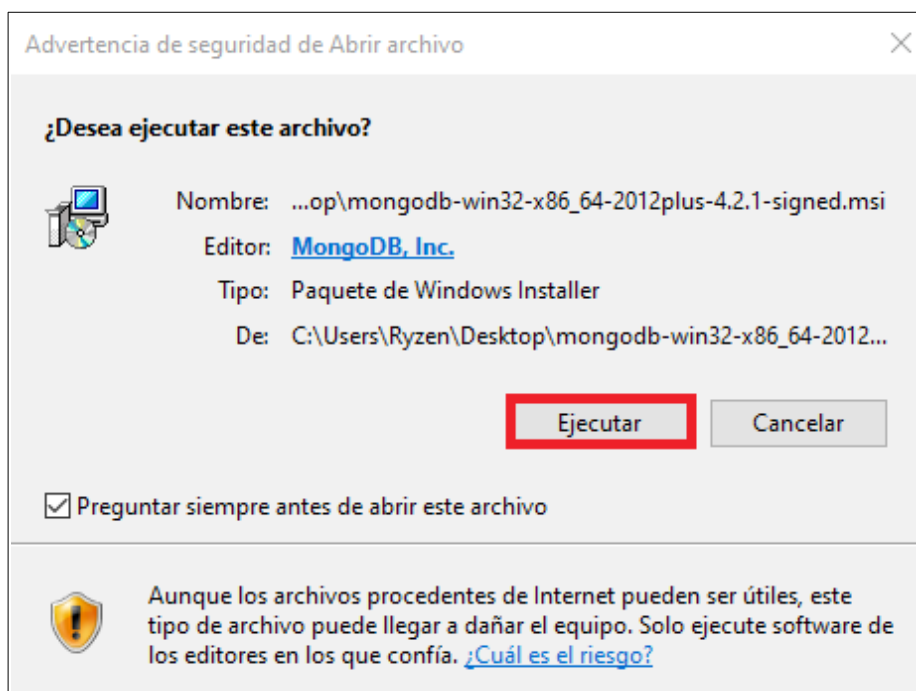 Advertencia de seguridad de Abrir archivo
¿Desea ejecutar este archivo?
Nombre: ...op\mongodb-win32-x86_64-2012plus-4.2.1-signed.msi
Editor: MongoDB, Inc.
Tipo: Paquete de Windows Installer
De: C:\Users\Ryzen\Desktop\mongodb-win32-x86_64-2012...
Ejecutar Cancelar
Preguntar siempre antes de abrir este archivo
Aunque los archivos procedentes de Internet pueden ser útiles, este
tipo de archivo puede llegar a dañar el equipo. Solo ejecute software de
los editores en los que confía. ¿Cuál es el riesgo?